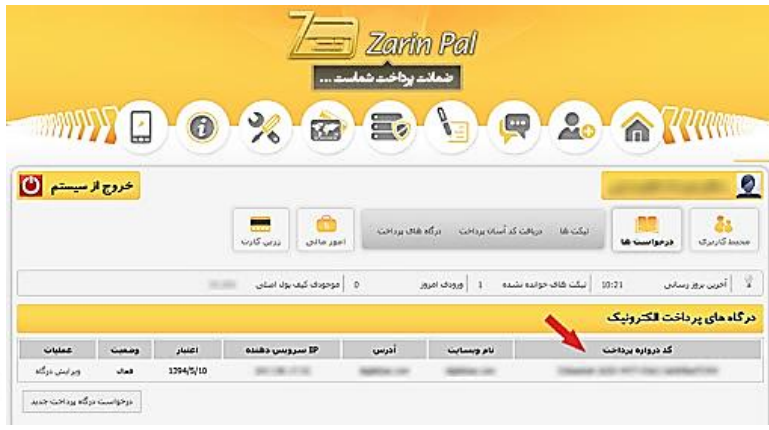 Zarin Pal
ضمانت پرداخت شماست ...
خروج از سیستم
محیط کاربری
درخواست ها
تیکت ها
دریافت کد آسان پرداخت
درگاه های پرداخت
امور مالی
زرین کارت
آخرین بروز رسانی 10:21 تیکت های خوانده نشده 1 ورودی امروز 0 موجودی کیف پول اصلی
درگاه های پرداخت الکترونیک
کد دروازه پرداخت نام وبسایت آدرس IP سرویس دهنده اعتبار وضعیت عملیات
1394/5/10 فعال ویرایش درگاه
درخواست درگاه پرداخت جدید